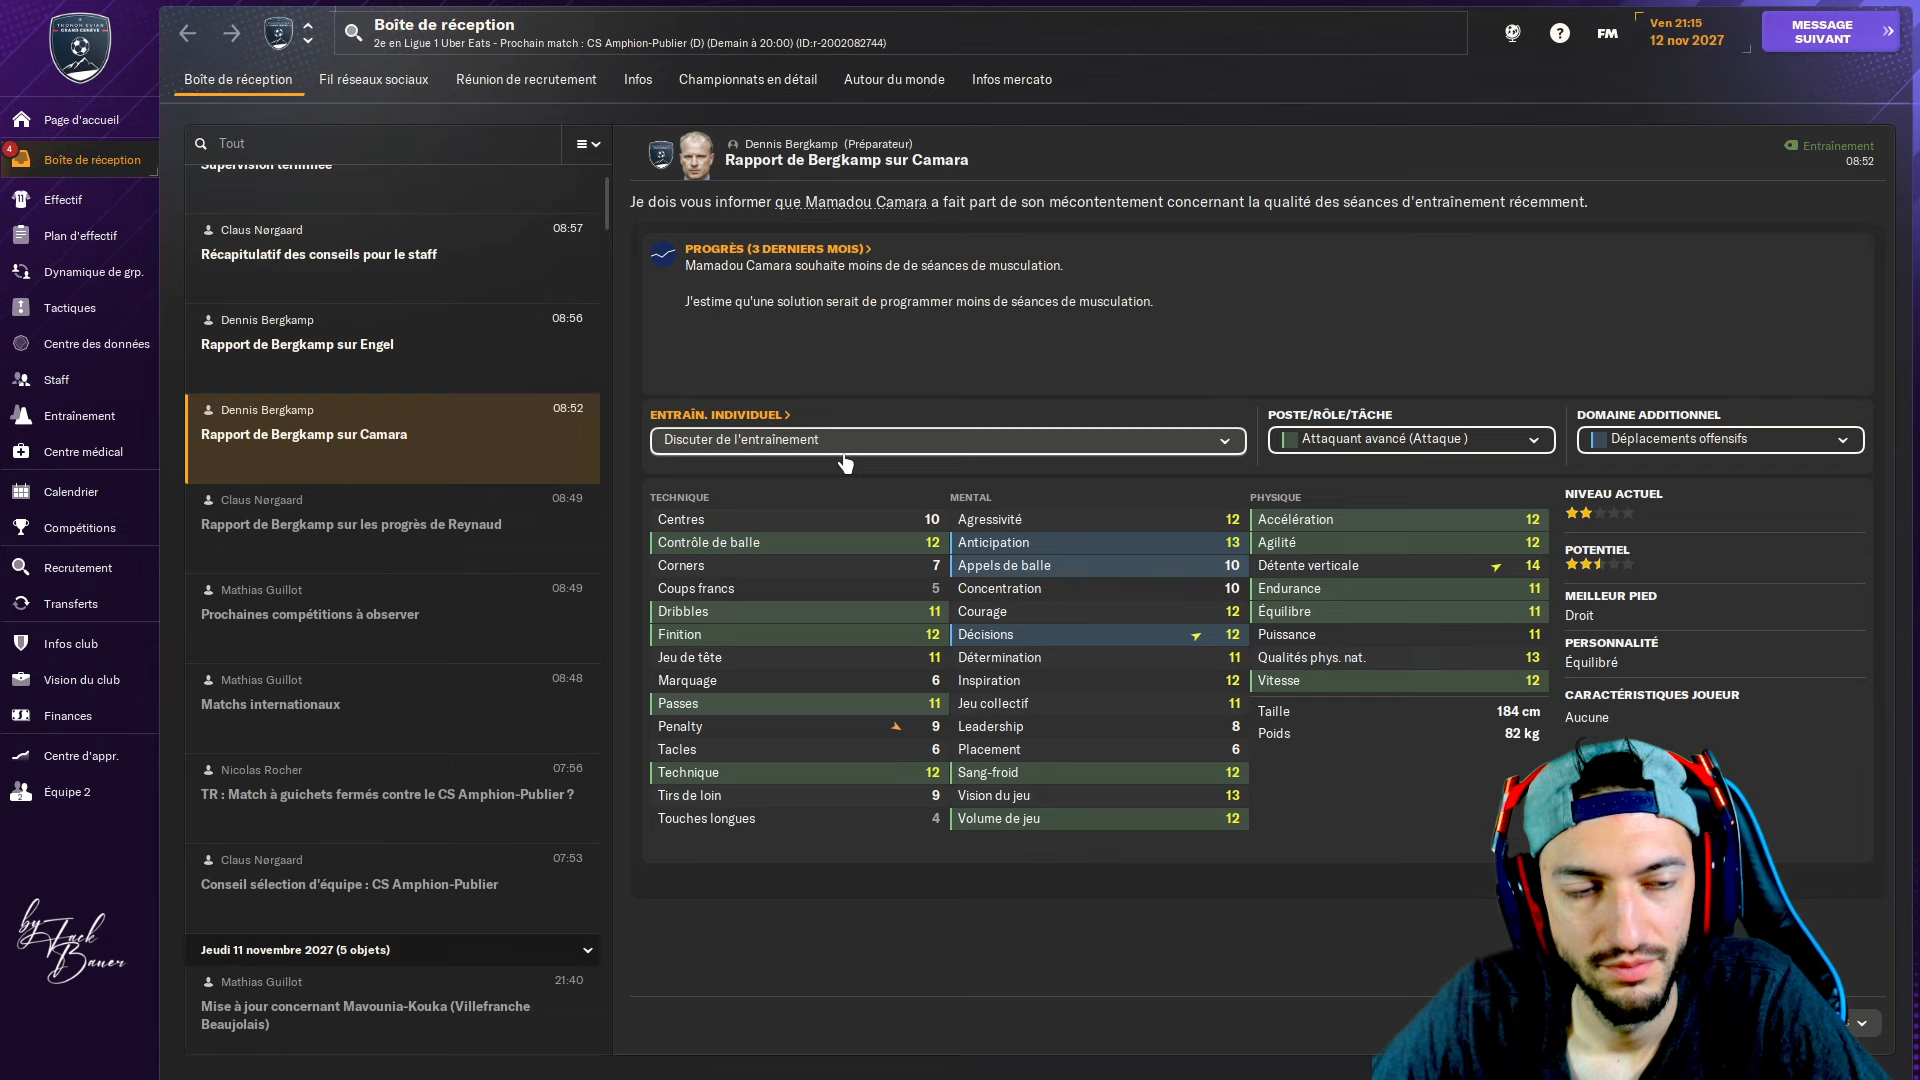 THONON EVIAN
GRAND GENÈVE
Boîte de réception
2e en Ligue 1 Uber Eats - Prochain match : CS Amphion-Publier (D) (Demain à 20:00) (ID:r-2002082744)
?
FM
Ven 21:15
12 nov 2027
MESSAGE
SUIVANT
Boîte de réception
Fil réseaux sociaux
Réunion de recrutement
Infos
Championnats en détail
Autour du monde
Infos mercato
Page d'accueil
4
Boîte de réception
Effectif
Plan d'effectif
Dynamique de grp.
Tactiques
Centre des données
Staff
Entraînement
Centre médical
Calendrier
Compétitions
Recrutement
Transferts
Infos club
Vision du club
Finances
Centre d'appr.
2
Équipe 2
by Jack
Bauer
Tout
Supervision terminée
Claus Nørgaard 08:57
Récapitulatif des conseils pour le staff
Dennis Bergkamp 08:56
Rapport de Bergkamp sur Engel
Dennis Bergkamp 08:52
Rapport de Bergkamp sur Camara
Claus Nørgaard 08:49
Rapport de Bergkamp sur les progrès de Reynaud
Mathias Guillot 08:49
Prochaines compétitions à observer
Mathias Guillot 08:48
Matchs internationaux
Nicolas Rocher 07:56
TR : Match à guichets fermés contre le CS Amphion-Publier ?
Claus Nørgaard 07:53
Conseil sélection d'équipe : CS Amphion-Publier
Jeudi 11 novembre 2027 (5 objets)
Mathias Guillot 21:40
Mise à jour concernant Mavounia-Kouka (Villefranche
Beaujolais)
Dennis Bergkamp (Préparateur)
Rapport de Bergkamp sur Camara
Entraînement
08:52
Je dois vous informer que Mamadou Camara a fait part de son mécontentement concernant la qualité des séances d'entraînement récemment.
PROGRÈS (3 DERNIERS MOIS)
Mamadou Camara souhaite moins de de séances de musculation.
J'estime qu'une solution serait de programmer moins de séances de musculation.
ENTRAÎN. INDIVIDUEL
Discuter de l'entraînement
POSTE/RÔLE/TÂCHE
Attaquant avancé (Attaque )
DOMAINE ADDITIONNEL
Déplacements offensifs
TECHNIQUE
Centres 10
Contrôle de balle 12
Corners 7
Coups francs 5
Dribbles 11
Finition 12
Jeu de tête 11
Marquage 6
Passes 11
Penalty 9
Tacles 6
Technique 12
Tirs de loin 9
Touches longues 4
MENTAL
Agressivité 12
Anticipation 13
Appels de balle 10
Concentration 10
Courage 12
Décisions 12
Détermination 11
Inspiration 12
Jeu collectif 11
Leadership 8
Placement 6
Sang-froid 12
Vision du jeu 13
Volume de jeu 12
PHYSIQUE
Accélération 12
Agilité 12
Détente verticale 14
Endurance 11
Équilibre 11
Puissance 11
Qualités phys. nat. 13
Vitesse 12
Taille 184 cm
Poids 82 kg
NIVEAU ACTUEL
POTENTIEL
MEILLEUR PIED
Droit
PERSONNALITÉ
Équilibré
CARACTÉRISTIQUES JOUEUR
Aucune